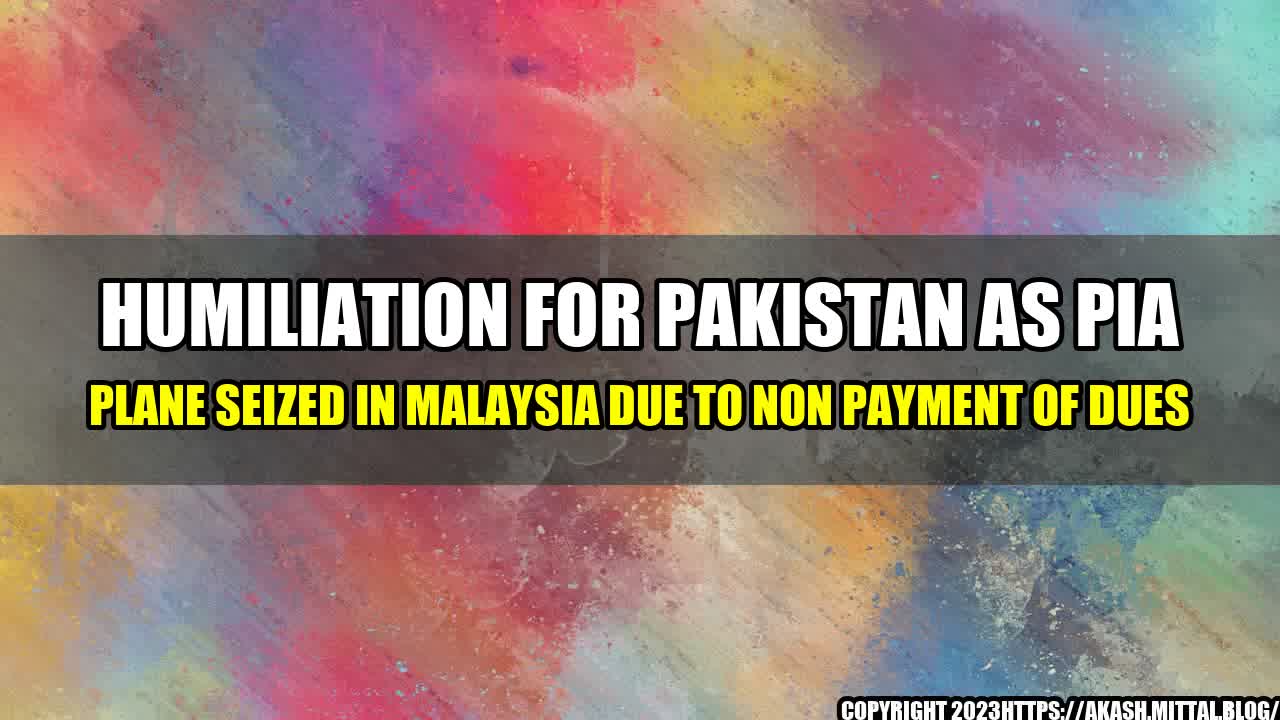 HUMILIATION FOR PAKISTAN AS PIA
PLANE SEIZED IN MALAYSIA DUE TO NON PAYMENT OF DUES
COPYRIGHT 2023HTTPS://AKASH.MITTAL.BLOG/